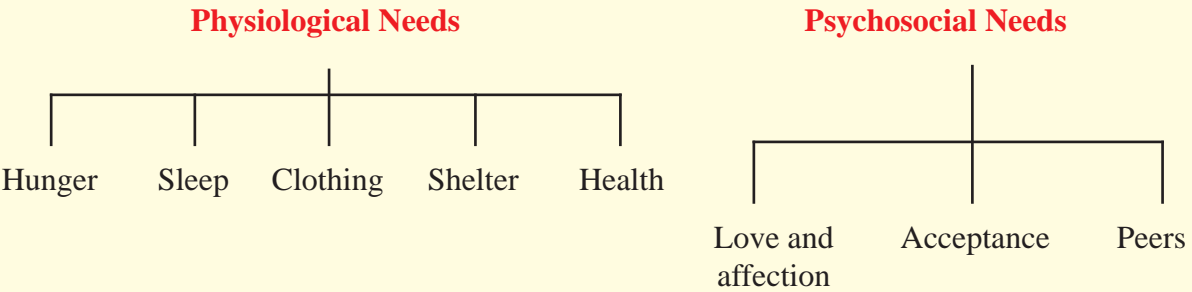 Physiological Needs
Hunger Sleep Clothing Shelter Health
Psychosocial Needs
Love and
affection
Acceptance
Peers